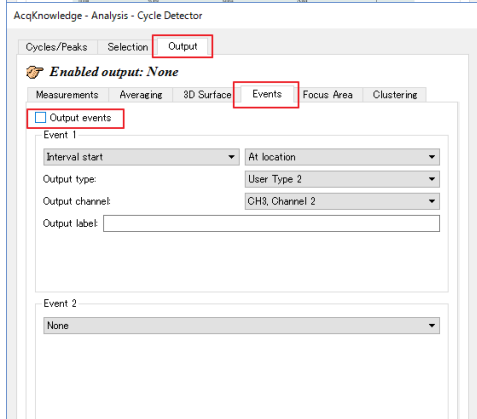 AcqKnowledge - Analysis - Cycle Detector
Cycles/Peaks Selection Output
Enabled output: None
Measurements Averaging 3D Surface Events Focus Area Clustering
Output events
Event 1
Interval start At location
Output type: User Type 2
Output channel: CH3, Channel 2
Output label:
Event 2
None